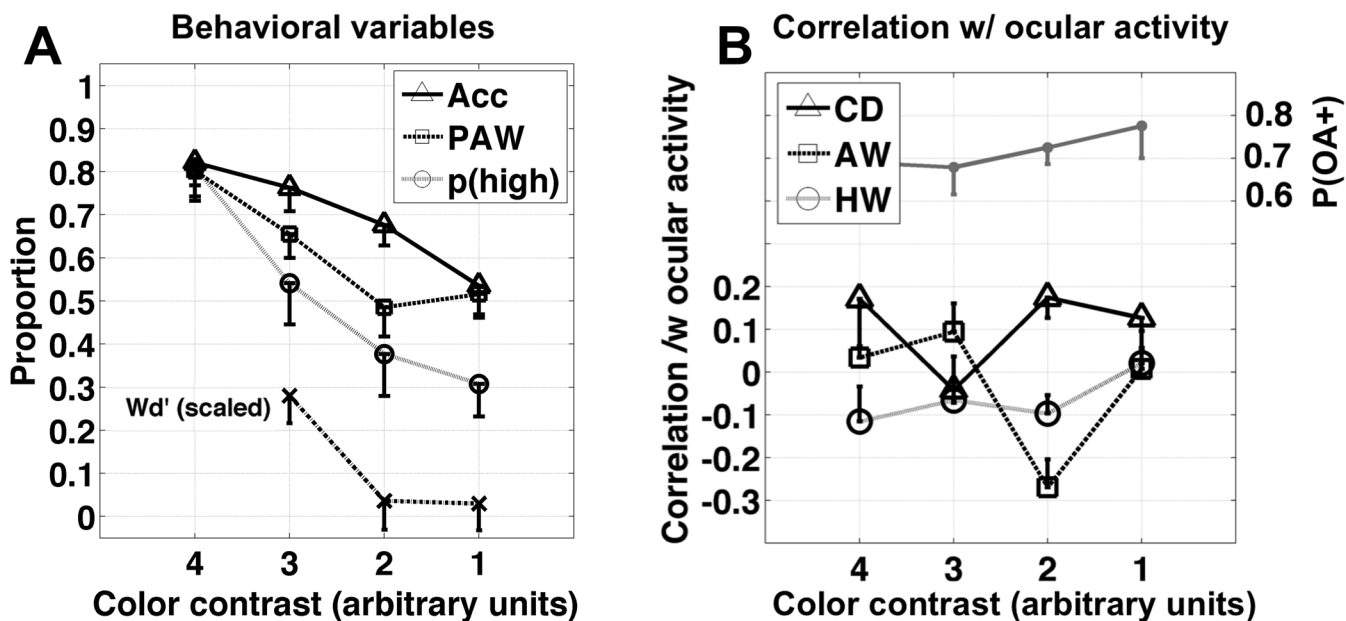 A
Behavioral variables
Proportion
1
0.9
0.8
0.7
0.6
0.5
0.4
0.3
0.2
0.1
0
Acc
PAW
p(high)
Wd' (scaled)
4 3 2 1
Color contrast (arbitrary units)
B
Correlation w/ ocular activity
Correlation /w ocular activity
0.2
0.1
0
-0.1
-0.2
-0.3
CD
AW
HW
0.8
0.7
0.6
P(OA+)
4 3 2 1
Color contrast (arbitrary units)